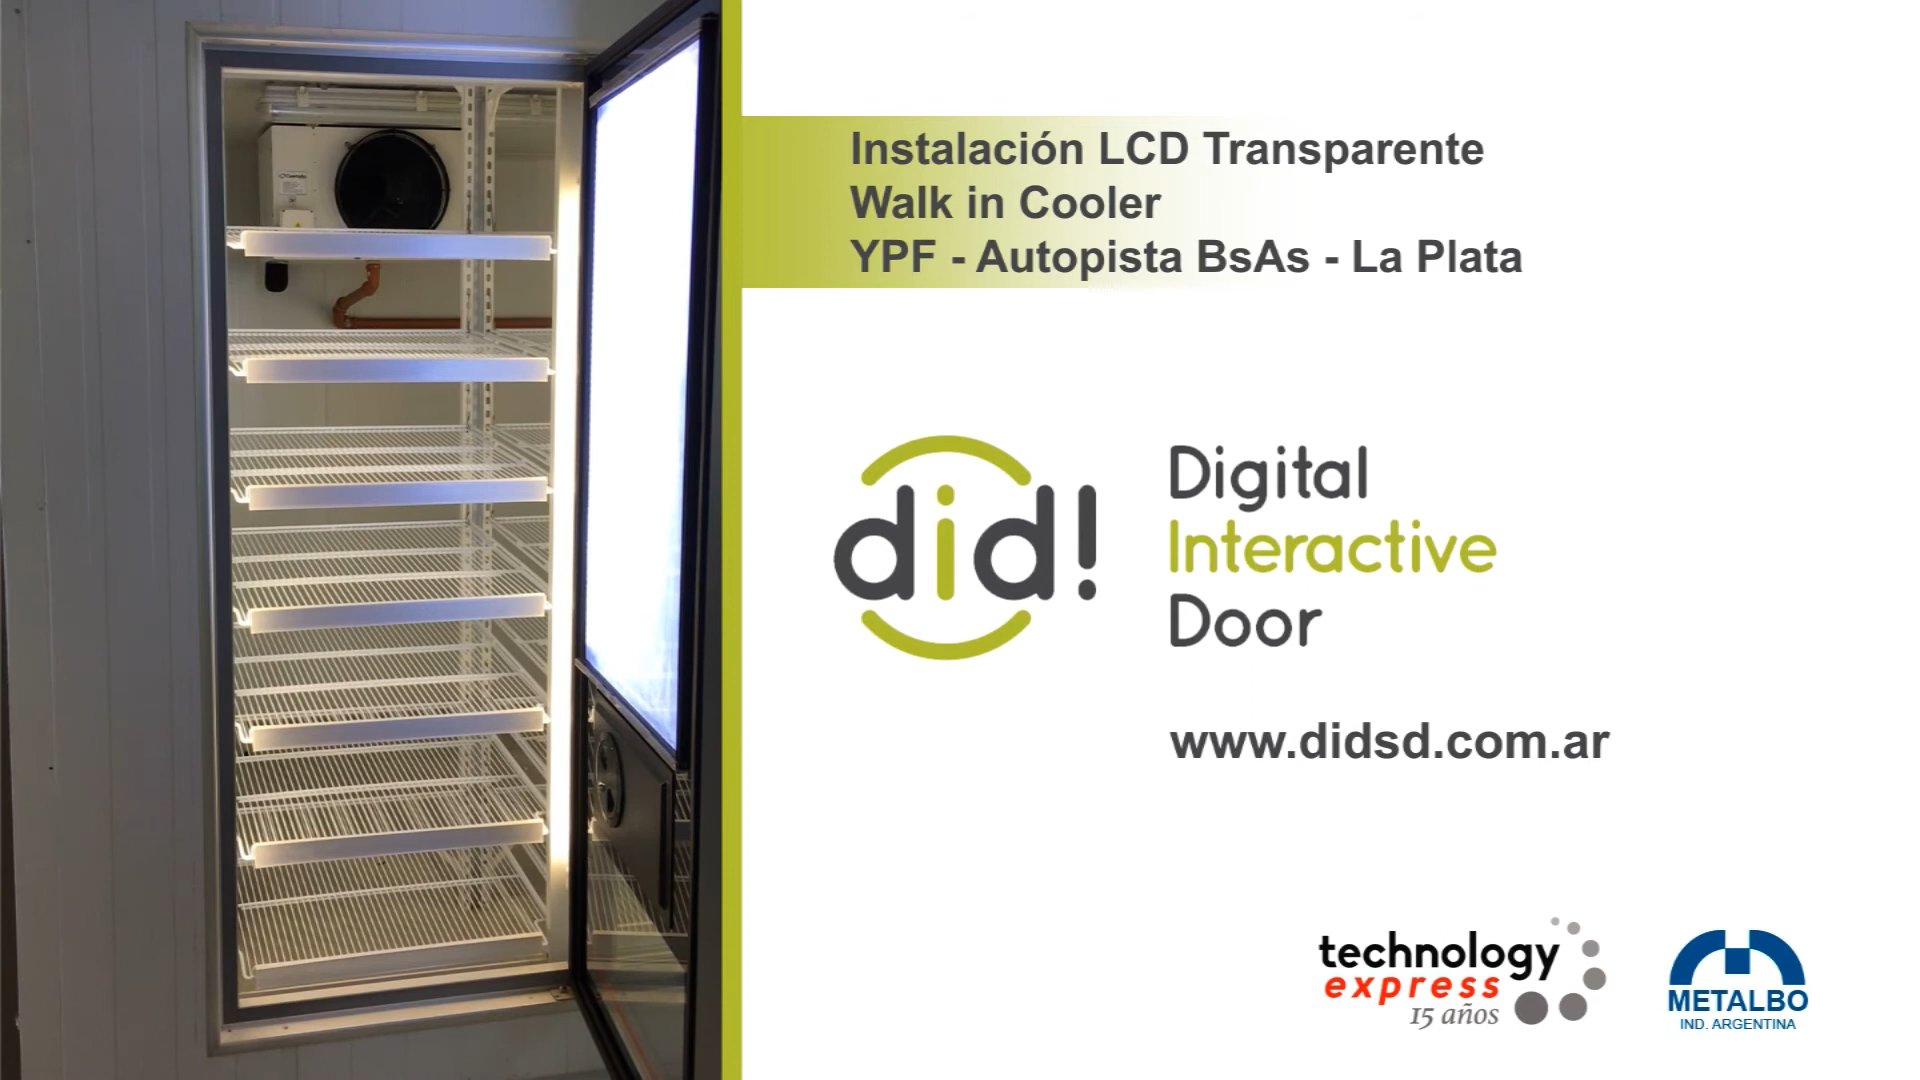 Instalación LCD Transparente
Walk in Cooler
YPF - Autopista BsAs - La Plata
did!
Digital
Interactive
Door
www.didsd.com.ar
technology
express
15 años
METALBO
IND. ARGENTINA